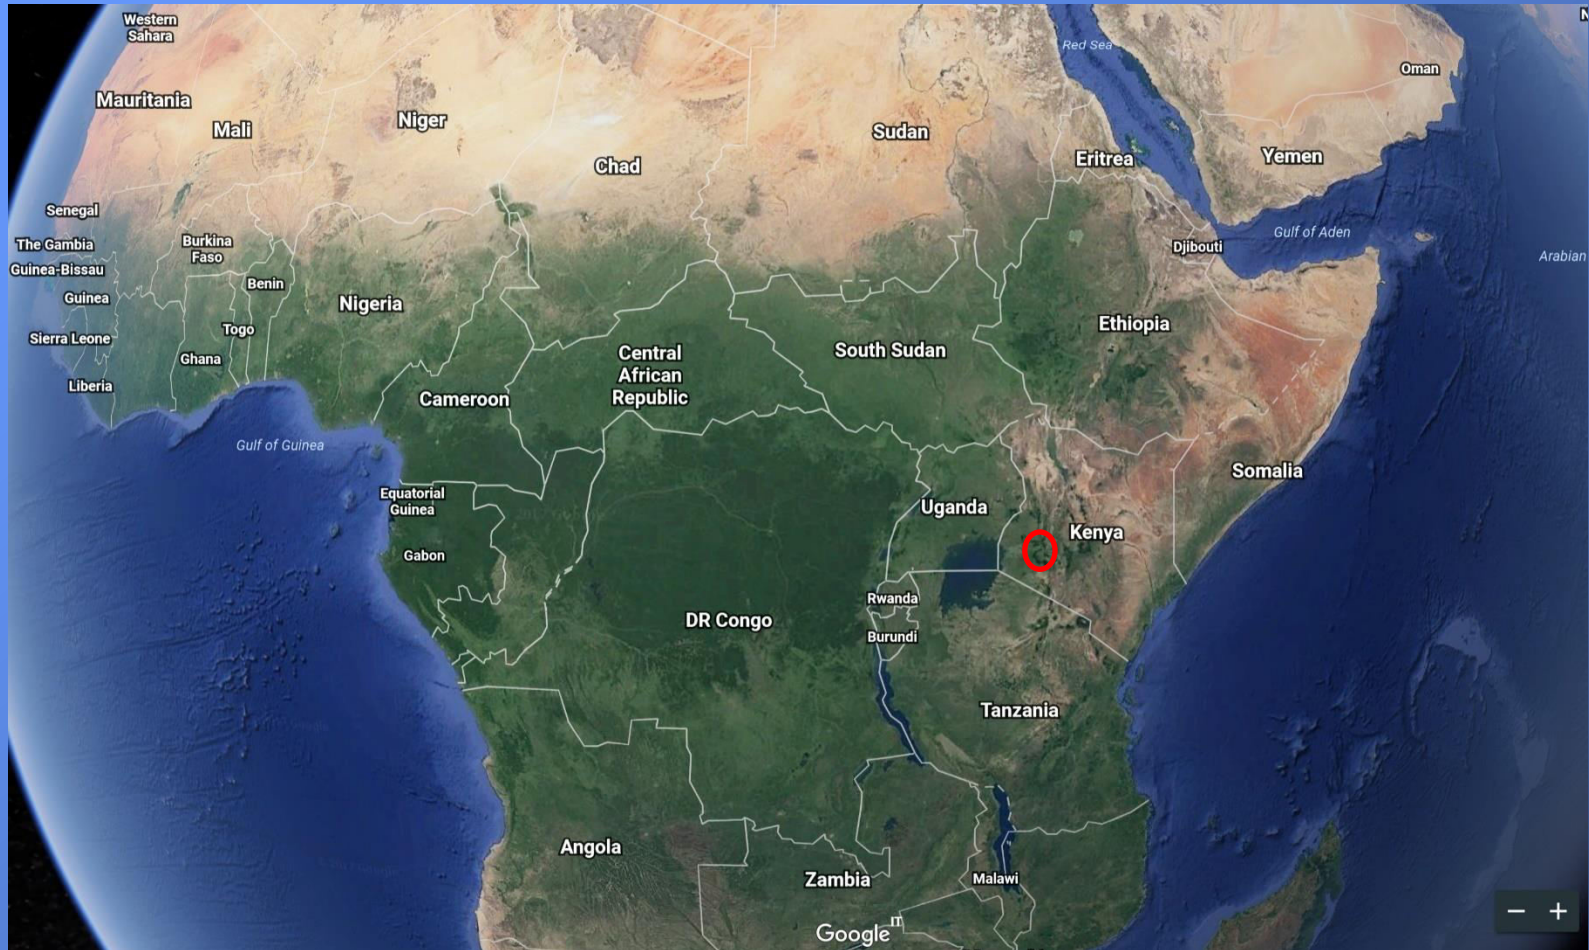 Western
Sahara
Red Sea
Oman
Mauritania
Mali
Niger
Sudan
Chad
Eritrea
Yemen
Senegal
The Gambia
Burkina
Faso
Gulf of Aden
Djibouti
Arabian
Guinea-Bissau
Benin
Guinea
Nigeria
Togo
Ethiopia
Sierra Leone
Ghana
South Sudan
Central
African
Republic
Liberia
Cameroon
Gulf of Guinea
Somalia
Equatorial
Guinea
Uganda
Kenya
Gabon
Rwanda
DR Congo
Burundi
Tanzania
Angola
Zambia
Malawi
Google
IT